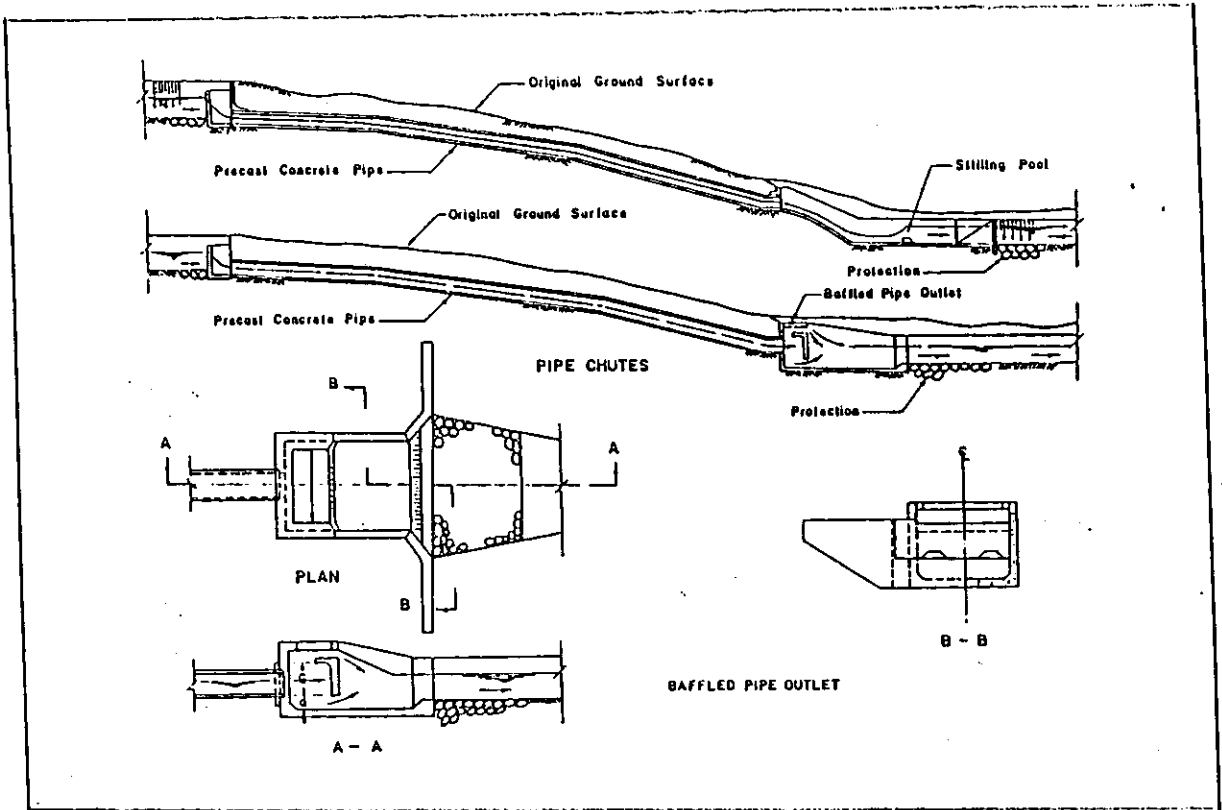 Original Ground Surface
Precast Concrete Pipe
Stilling Pool
Original Ground Surface
Protection
Baffled Pipe Outlet
Precast Concrete Pipe
PIPE CHUTES
Protection
B
A
A
PLAN
B
B - B
BAFFLED PIPE OUTLET
A - A